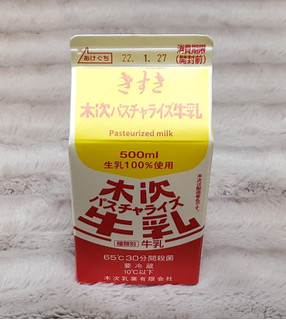 あけぐち
22. 1.27
消費期限
(開封前)
きすき
木次パスチャライズ牛乳
Pasteurized milk
500ml
生乳100%使用
木次
パスチャライズ
牛乳
種類別 牛乳
65℃30分間殺菌
要冷蔵
10℃以下
木次乳業有限会社